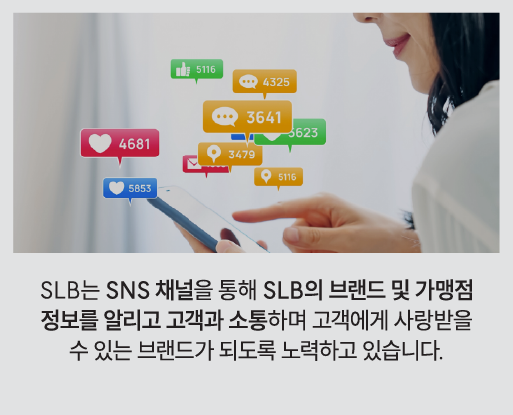 5116
4325
3641
5623
4681
3479
5116
5853
SLB는 SNS 채널을 통해 SLB의 브랜드 및 가맹점
정보를 알리고 고객과 소통하며 고객에게 사랑받을
수 있는 브랜드가 되도록 노력하고 있습니다.